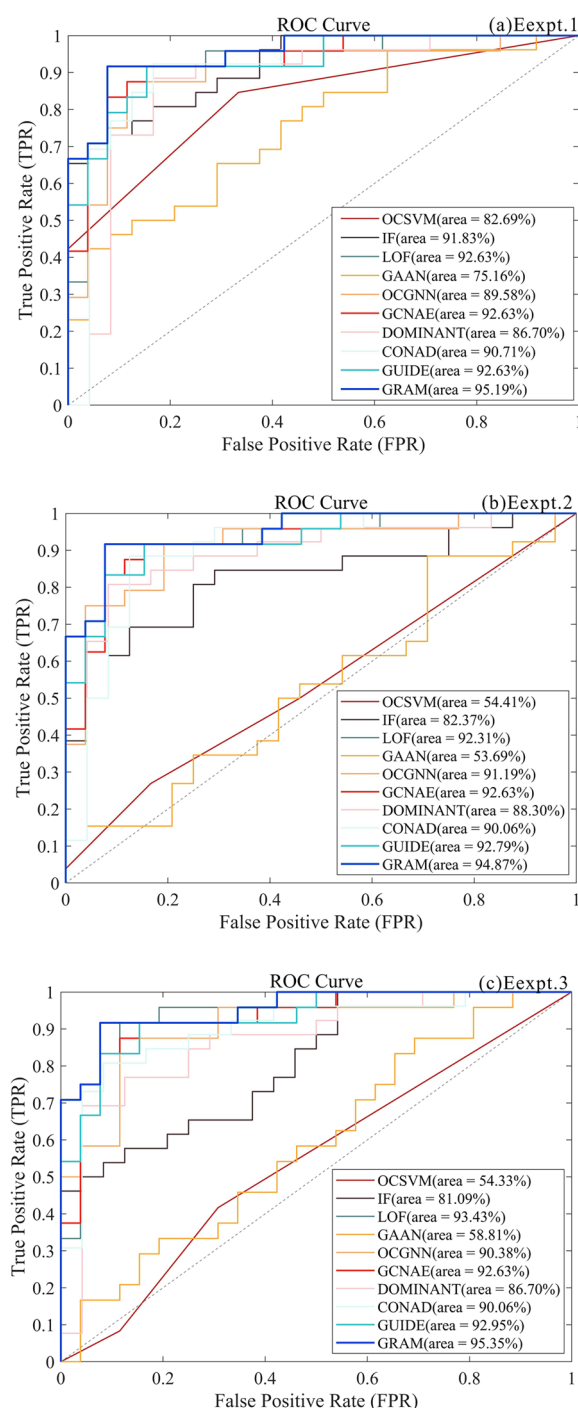 ROC Curve (a)Eexpt.1
1
0.9
0.8
0.7
0.6
0.5
0.4
0.3
0.2
0.1
0
True Positive Rate (TPR)
OCSVM(area = 82.69%)
IF(area = 91.83%)
LOF(area = 92.63%)
GAAN(area = 75.16%)
OCGNN(area = 89.58%)
GCNAE(area = 92.63%)
DOMINANT(area = 86.70%)
CONAD(area = 90.71%)
GUIDE(area = 92.63%)
GRAM(area = 95.19%)
0 0.2 0.4 0.6 0.8 1
False Positive Rate (FPR)
ROC Curve (b)Eexpt.2
1
0.9
0.8
0.7
0.6
0.5
0.4
0.3
0.2
0.1
0
True Positive Rate (TPR)
OCSVM(area = 54.41%)
IF(area = 82.37%)
LOF(area = 92.31%)
GAAN(area = 53.69%)
OCGNN(area = 91.19%)
GCNAE(area = 92.63%)
DOMINANT(area = 88.30%)
CONAD(area = 90.06%)
GUIDE(area = 92.79%)
GRAM(area = 94.87%)
0 0.2 0.4 0.6 0.8 1
False Positive Rate (FPR)
ROC Curve (c)Eexpt.3
1
0.9
0.8
0.7
0.6
0.5
0.4
0.3
0.2
0.1
0
True Positive Rate (TPR)
OCSVM(area = 54.33%)
IF(area = 81.09%)
LOF(area = 93.43%)
GAAN(area = 58.81%)
OCGNN(area = 90.38%)
GCNAE(area = 92.63%)
DOMINANT(area = 86.70%)
CONAD(area = 90.06%)
GUIDE(area = 92.95%)
GRAM(area = 95.35%)
0 0.2 0.4 0.6 0.8 1
False Positive Rate (FPR)